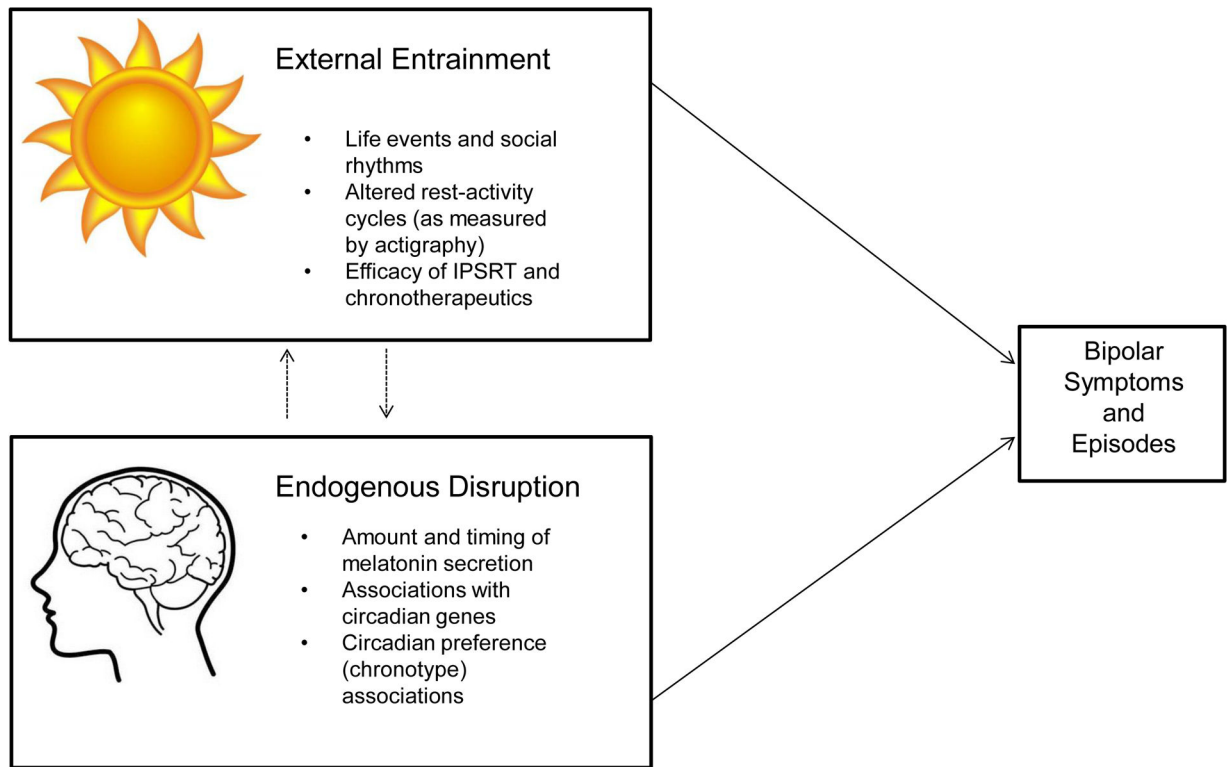 External Entrainment
• Life events and social
rhythms
• Altered rest-activity
cycles (as measured
by actigraphy)
• Efficacy of IPSRT and
chronotherapeutics
Endogenous Disruption
• Amount and timing of
melatonin secretion
• Associations with
circadian genes
• Circadian preference
(chronotype)
associations
Bipolar
Symptoms
and
Episodes